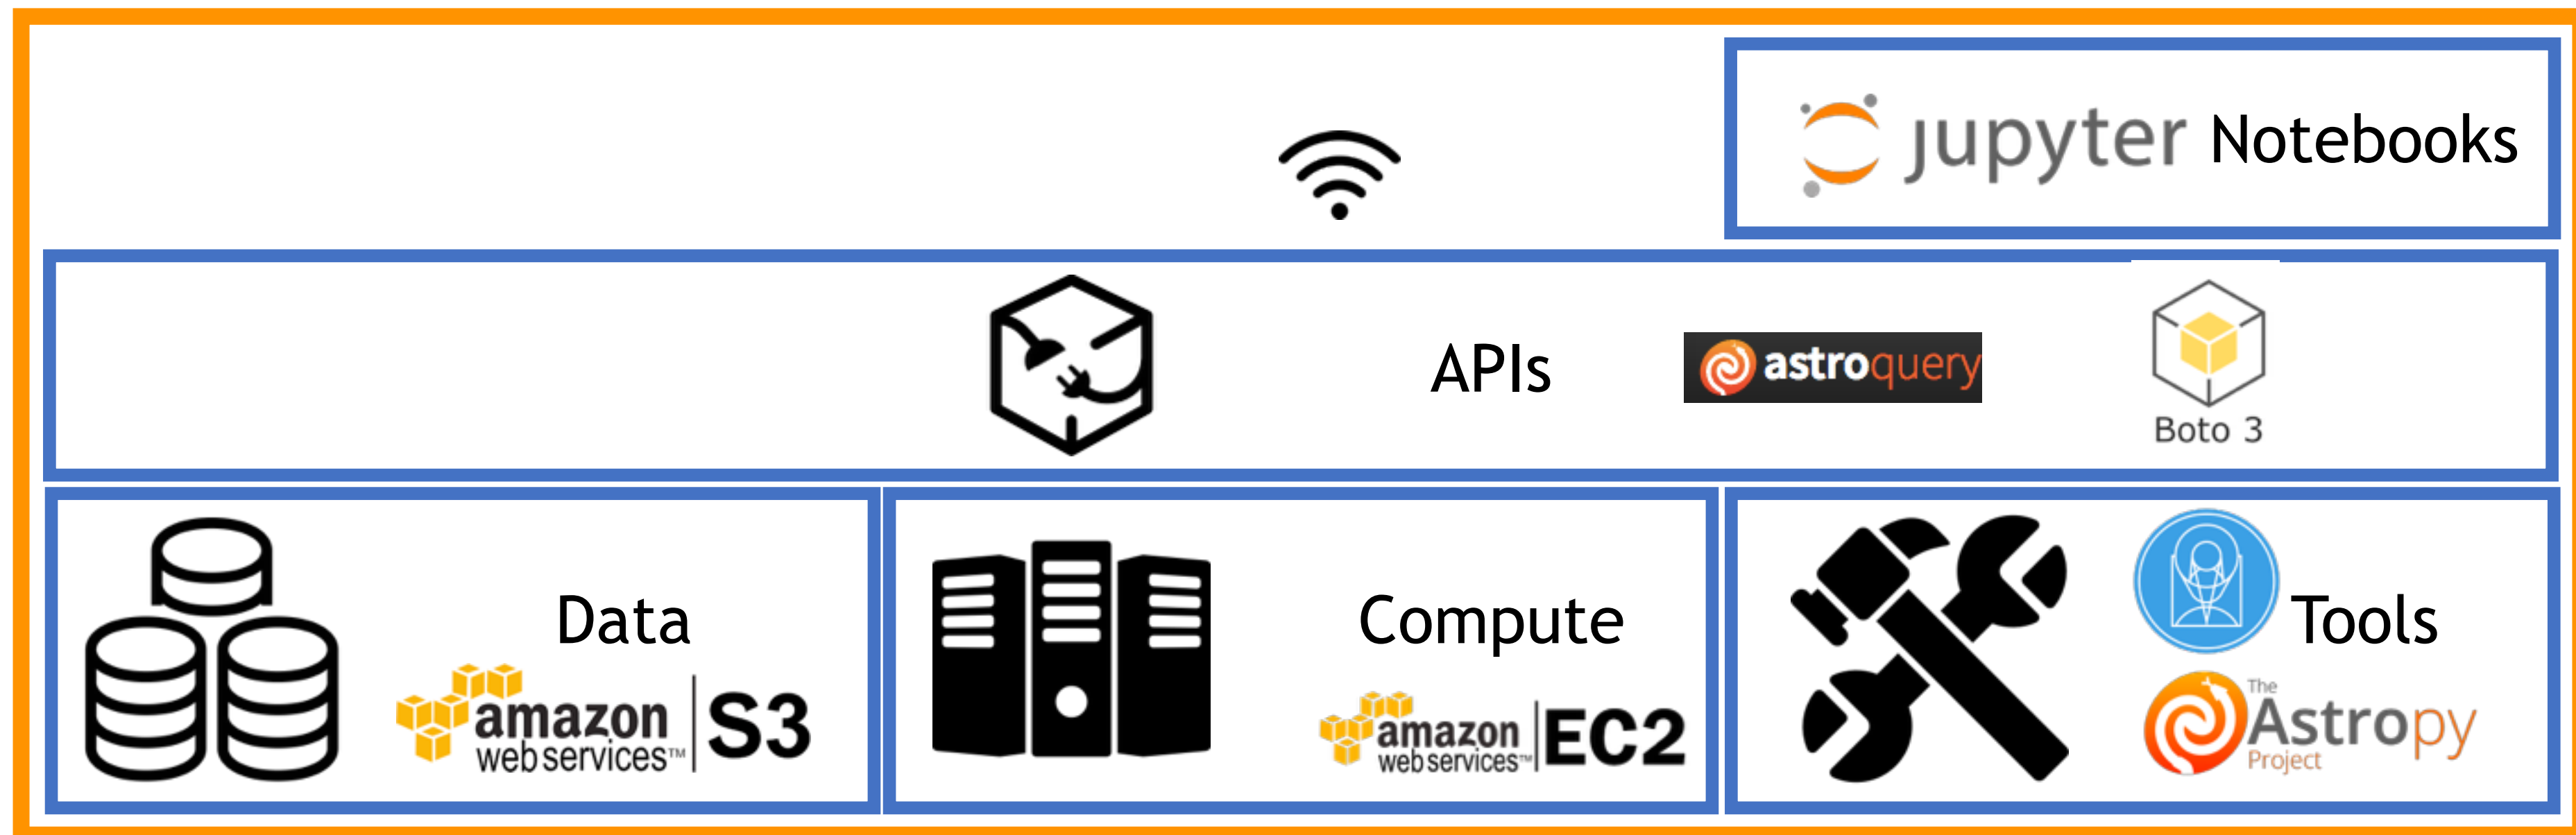 jupyter Notebooks
APIs
astroquery
Boto 3
Data
amazon
web services™
S3
Compute
amazon
web services™
EC2
Tools
The
Astropy
Project